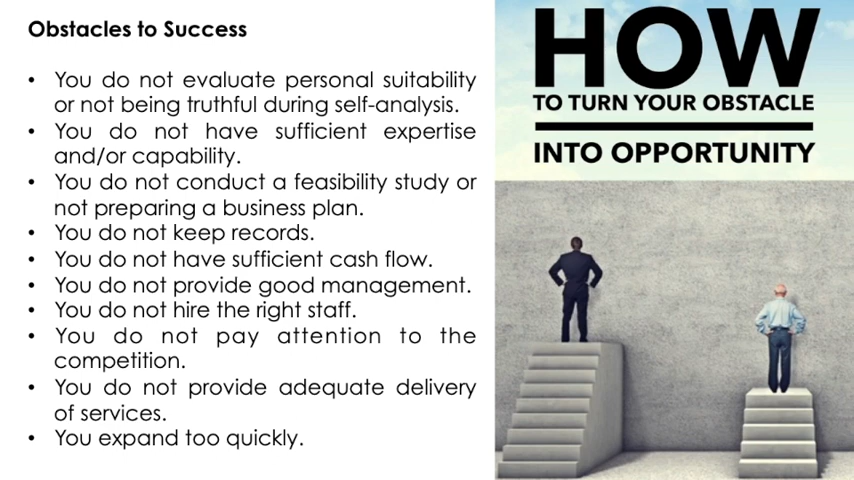 Obstacles to Success
• You do not evaluate personal suitability
or not being truthful during self-analysis.
• You do not have sufficient expertise
and/or capability.
• You do not conduct a feasibility study or
not preparing a business plan.
• You do not keep records.
• You do not have sufficient cash flow.
• You do not provide good management.
• You do not hire the right staff.
• You do not pay attention to the
competition.
• You do not provide adequate delivery
of services.
• You expand too quickly.
HOW
TO TURN YOUR OBSTACLE
INTO OPPORTUNITY